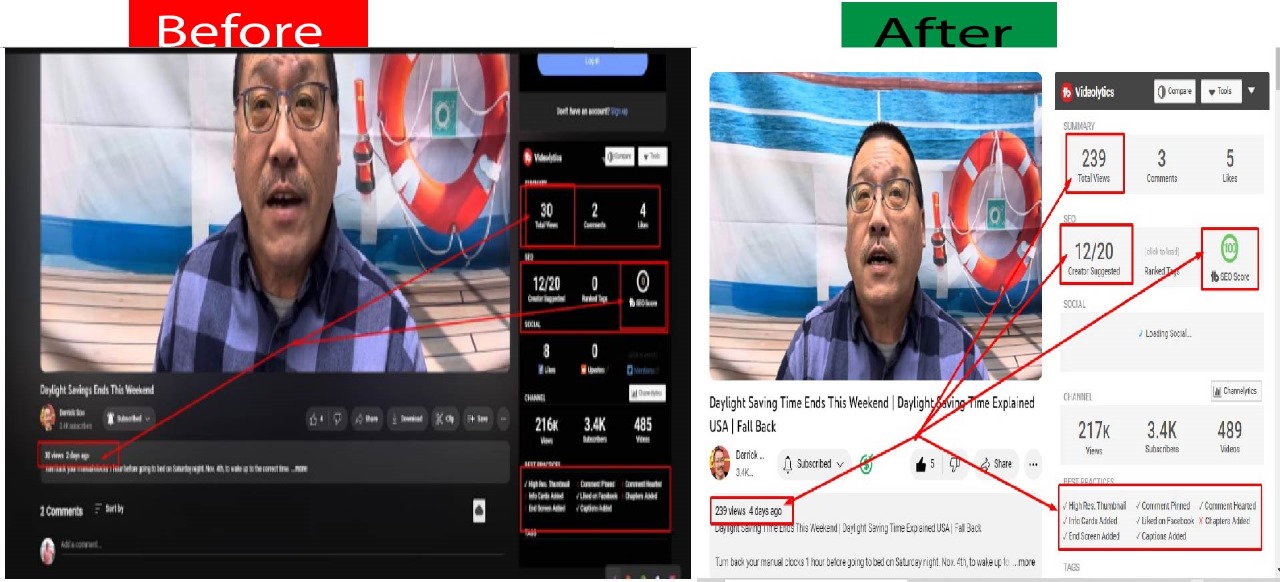 Before
Log in
Don't have an account? Sign up
Videolytics
Compare
Tools
SUMMARY
30
2
4
Total Views
Comments
Likes
SEO
12/20
0
0
Creator Suggested
Ranked Tags
SEO Score
SOCIAL
8
0
Likes
Upvotes
Channelytics
CHANNEL
216K
3.4K
485
Views
Subscribers
Videos
BEST PRACTICES
High Res. Thumbnail
Comment Pinned
Comment Hearted
Info Cards Added
✓ Liked on Facebook
Chapters Added
End Screen Added
✓ Captions Added
TAGS
Daylight Savings Ends This Weekend
Derrick
3.4K subscribers
Subscribed
4
Share
Download
Clip
Save
30 views 2 days ago
Turn back your manual clocks 1 hour before going to bed on Saturday night. Nov. 4th, to wake up to the correct time. ...more
2 Comments
Sort by
Add a comment...
After
Daylight Saving Time Ends This Weekend | Daylight Saving Time Explained
USA | Fall Back
Derrick ...
3.4K...
Subscribed
5
Share
239 views 4 days ago
Daylight Saving Time Ends This Weekend | Daylight Saving Time Explained USA | Fall Back
Turn back your manual clocks 1 hour before going to bed on Saturday night. Nov. 4th, to wake up to ...more
Videolytics
Compare
Tools
SUMMARY
239
3
5
Total Views
Comments
Likes
SEO
12/20
(click to load)
100
Creator Suggested
Ranked Tags
SEO Score
SOCIAL
Loading Social...
Channelytics
CHANNEL
217K
3.4K
489
Views
Subscribers
Videos
BEST PRACTICES
✓ High Res. Thumbnail
✓ Comment Pinned
✓ Comment Hearted
✓ Info Cards Added
✓ Liked on Facebook
X Chapters Added
✓ End Screen Added
✓ Captions Added
TAGS